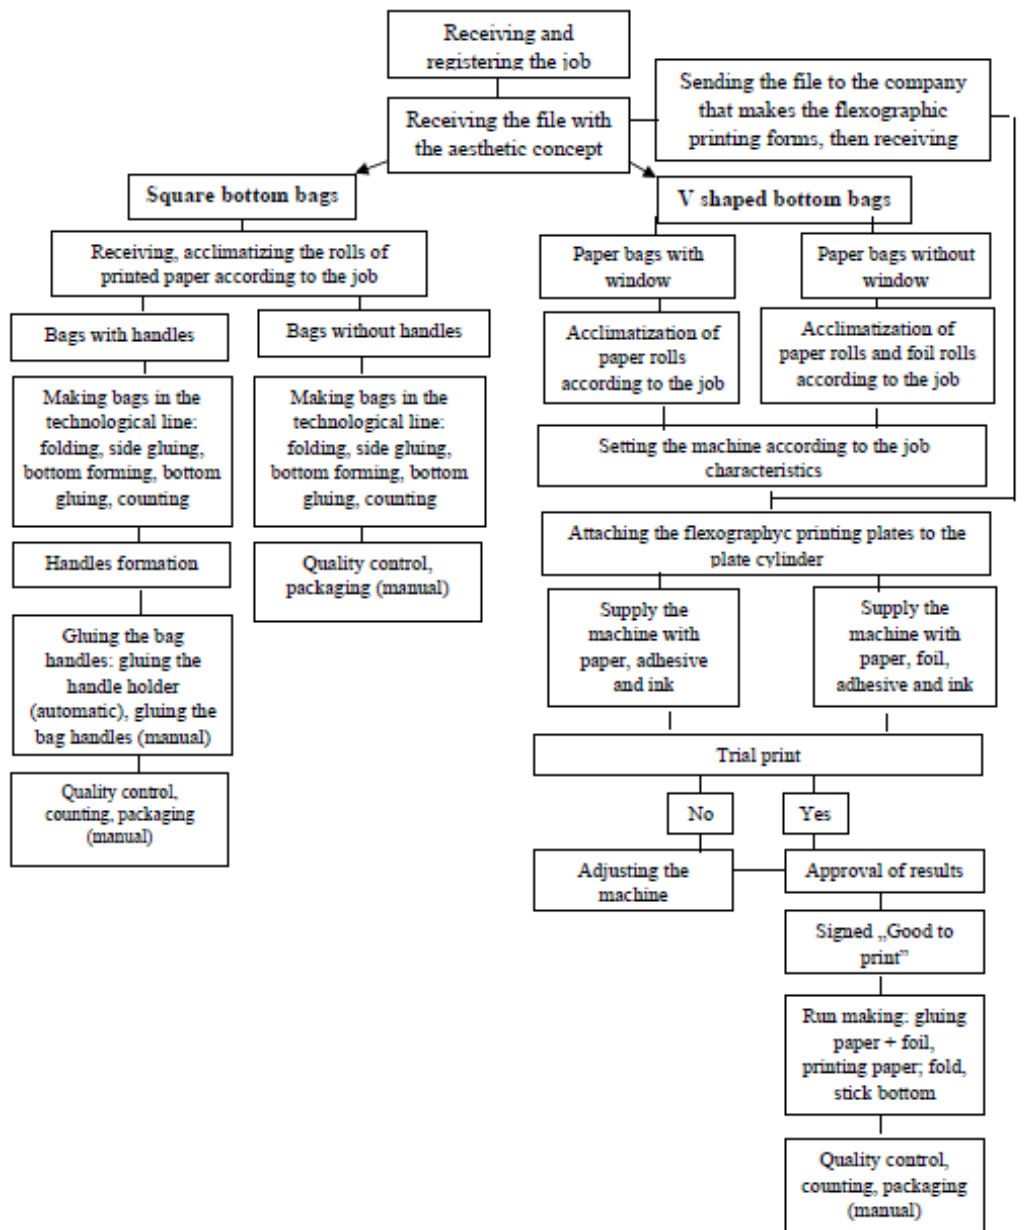 Receiving and
registering the job
Receiving the file with
the aesthetic concept
Sending the file to the company
that makes the flexographic
printing forms, then receiving
Square bottom bags
V shaped bottom bags
Receiving, acclimatizing the rolls of
printed paper according to the job
Paper bags with
window
Paper bags without
window
Bags with handles
Bags without handles
Acclimatization of
paper rolls
according to the job
Acclimatization of
paper rolls and foil rolls
according to the job
Making bags in the
technological line:
folding, side gluing,
bottom forming, bottom
gluing, counting
Making bags in the
technological line:
folding, side gluing,
bottom forming, bottom
gluing, counting
Setting the machine according to the job
characteristics
Attaching the flexographyc printing plates to the
plate cylinder
Handles formation
Quality control,
packaging (manual)
Supply the
machine with
paper, adhesive
and ink
Supply the
machine with
paper, foil,
adhesive and ink
Gluing the bag
handles: gluing the
handle holder
(automatic), gluing the
bag handles (manual)
Trial print
Quality control,
counting, packaging
(manual)
No
Yes
Adjusting the
machine
Approval of results
Signed „Good to
print”
Run making: gluing
paper + foil,
printing paper; fold,
stick bottom
Quality control,
counting, packaging
(manual)